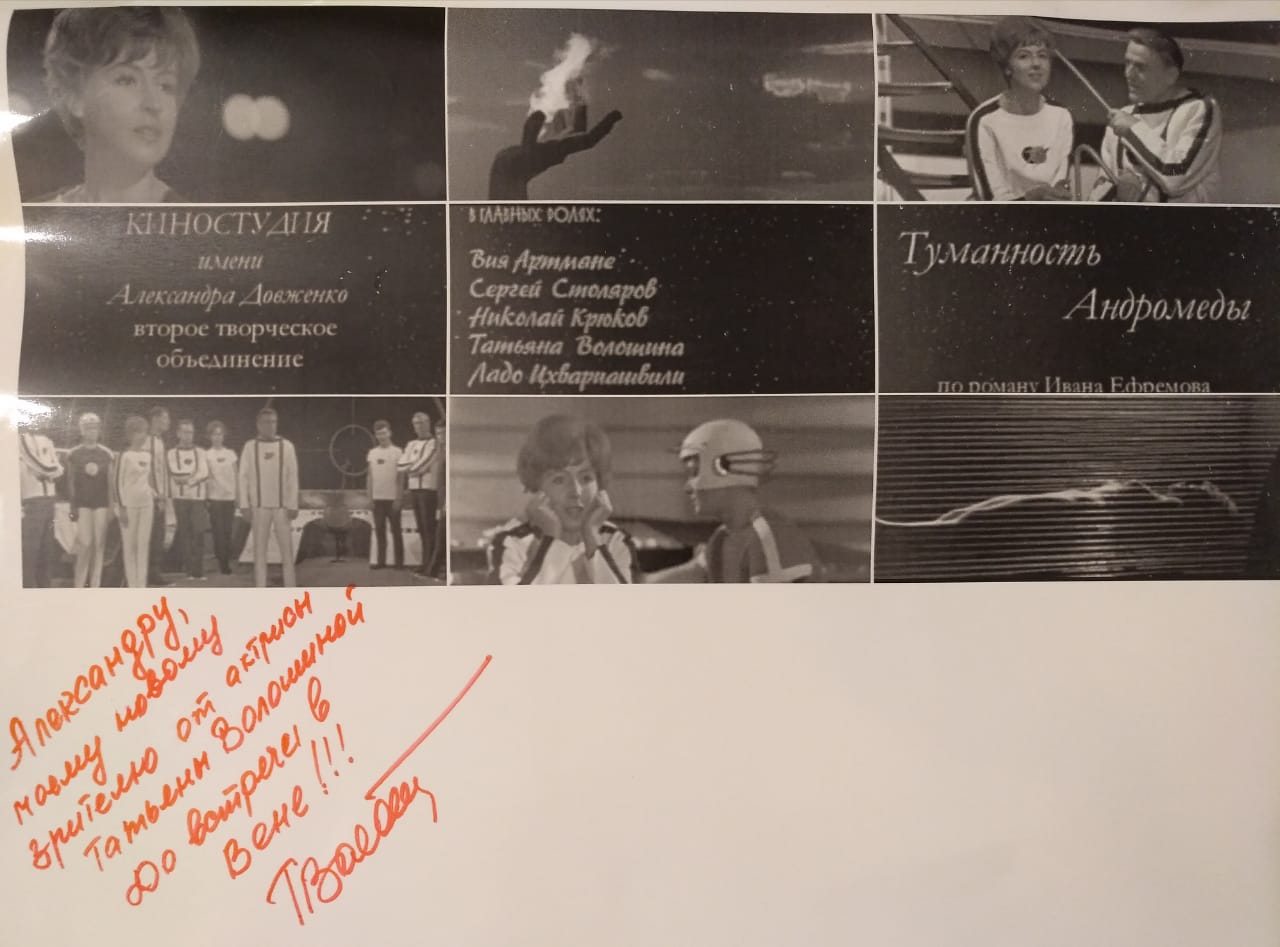 КИНОСТУДИЯ
имени
Александра Довженко
второе творческое
объединение
В ГЛАВНЫХ РОЛЯХ:
Вия Артмане
Сергей Столяров
Николай Крюков
Татьяна Волошина
Ладо Цхвариашвили
Туманность
Андромеды
по роману Ивана Ефремова
Александру,
моему новому
зрителю от актрисы
Татьяны Волошиной
До встречи в
Вене!!!